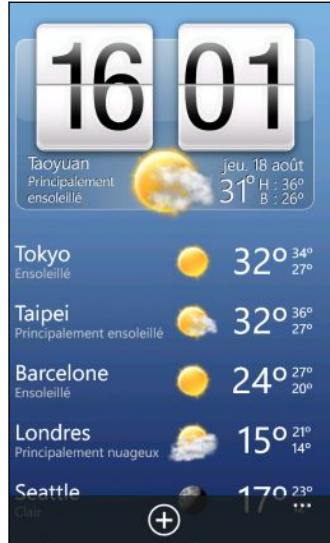 16 01
Taoyuan
Principalement
ensoleillé
jeu. 18 août
31° H : 36°
B : 26°
Tokyo
Ensoleillé
32° 34°
27°
Taipei
Principalement ensoleillé
32° 36°
27°
Barcelone
Ensoleillé
24° 27°
20°
Londres
Principalement nuageux
15° 21°
14°
Seattle
Clair
17° 23°